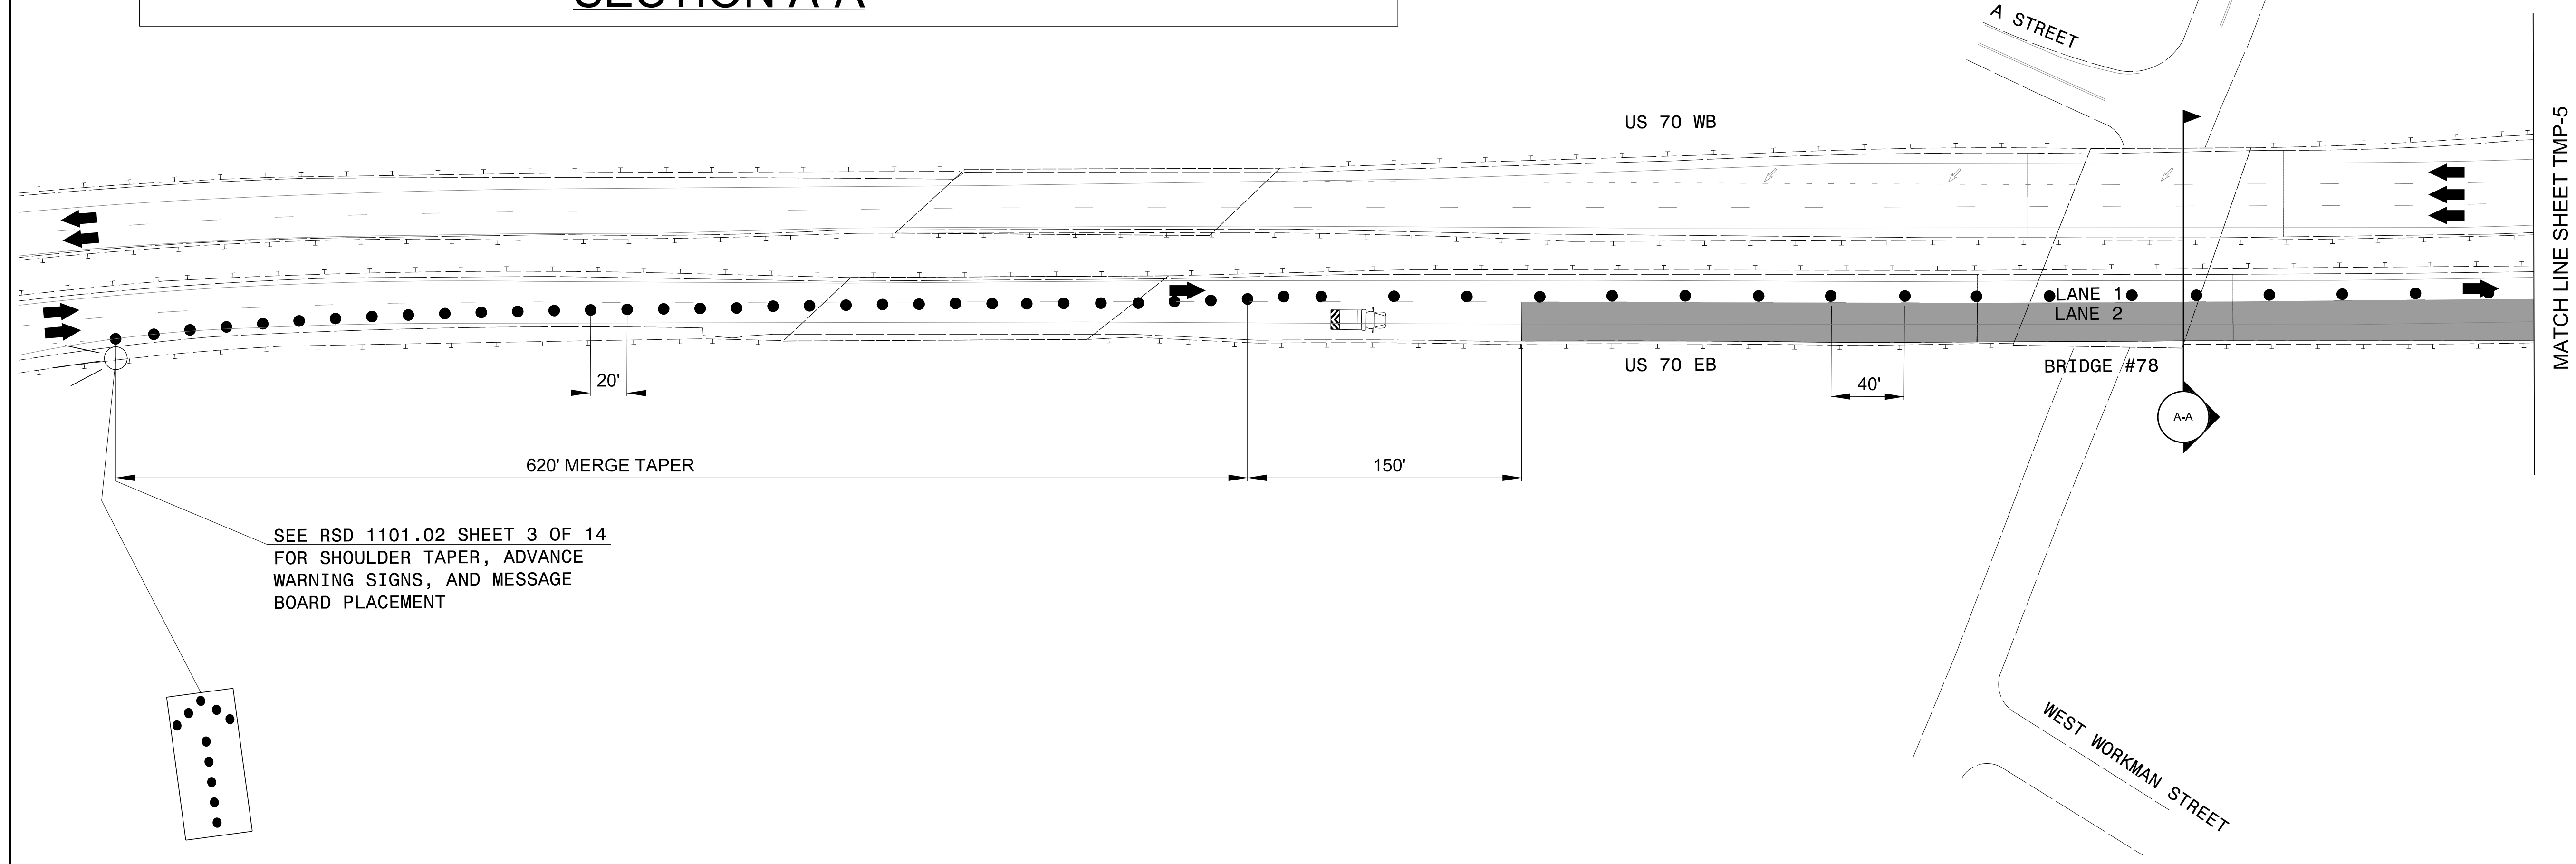 SECTION A-A
A STREET
US 70 WB
MATCH LINE SHEET TMP-5
LANE 1
LANE 2
US 70 EB
BRIDGE #78
20'
40'
A-A
620' MERGE TAPER
150'
SEE RSD 1101.02 SHEET 3 OF 14
FOR SHOULDER TAPER, ADVANCE
WARNING SIGNS, AND MESSAGE
BOARD PLACEMENT
WEST WORKMAN STREET